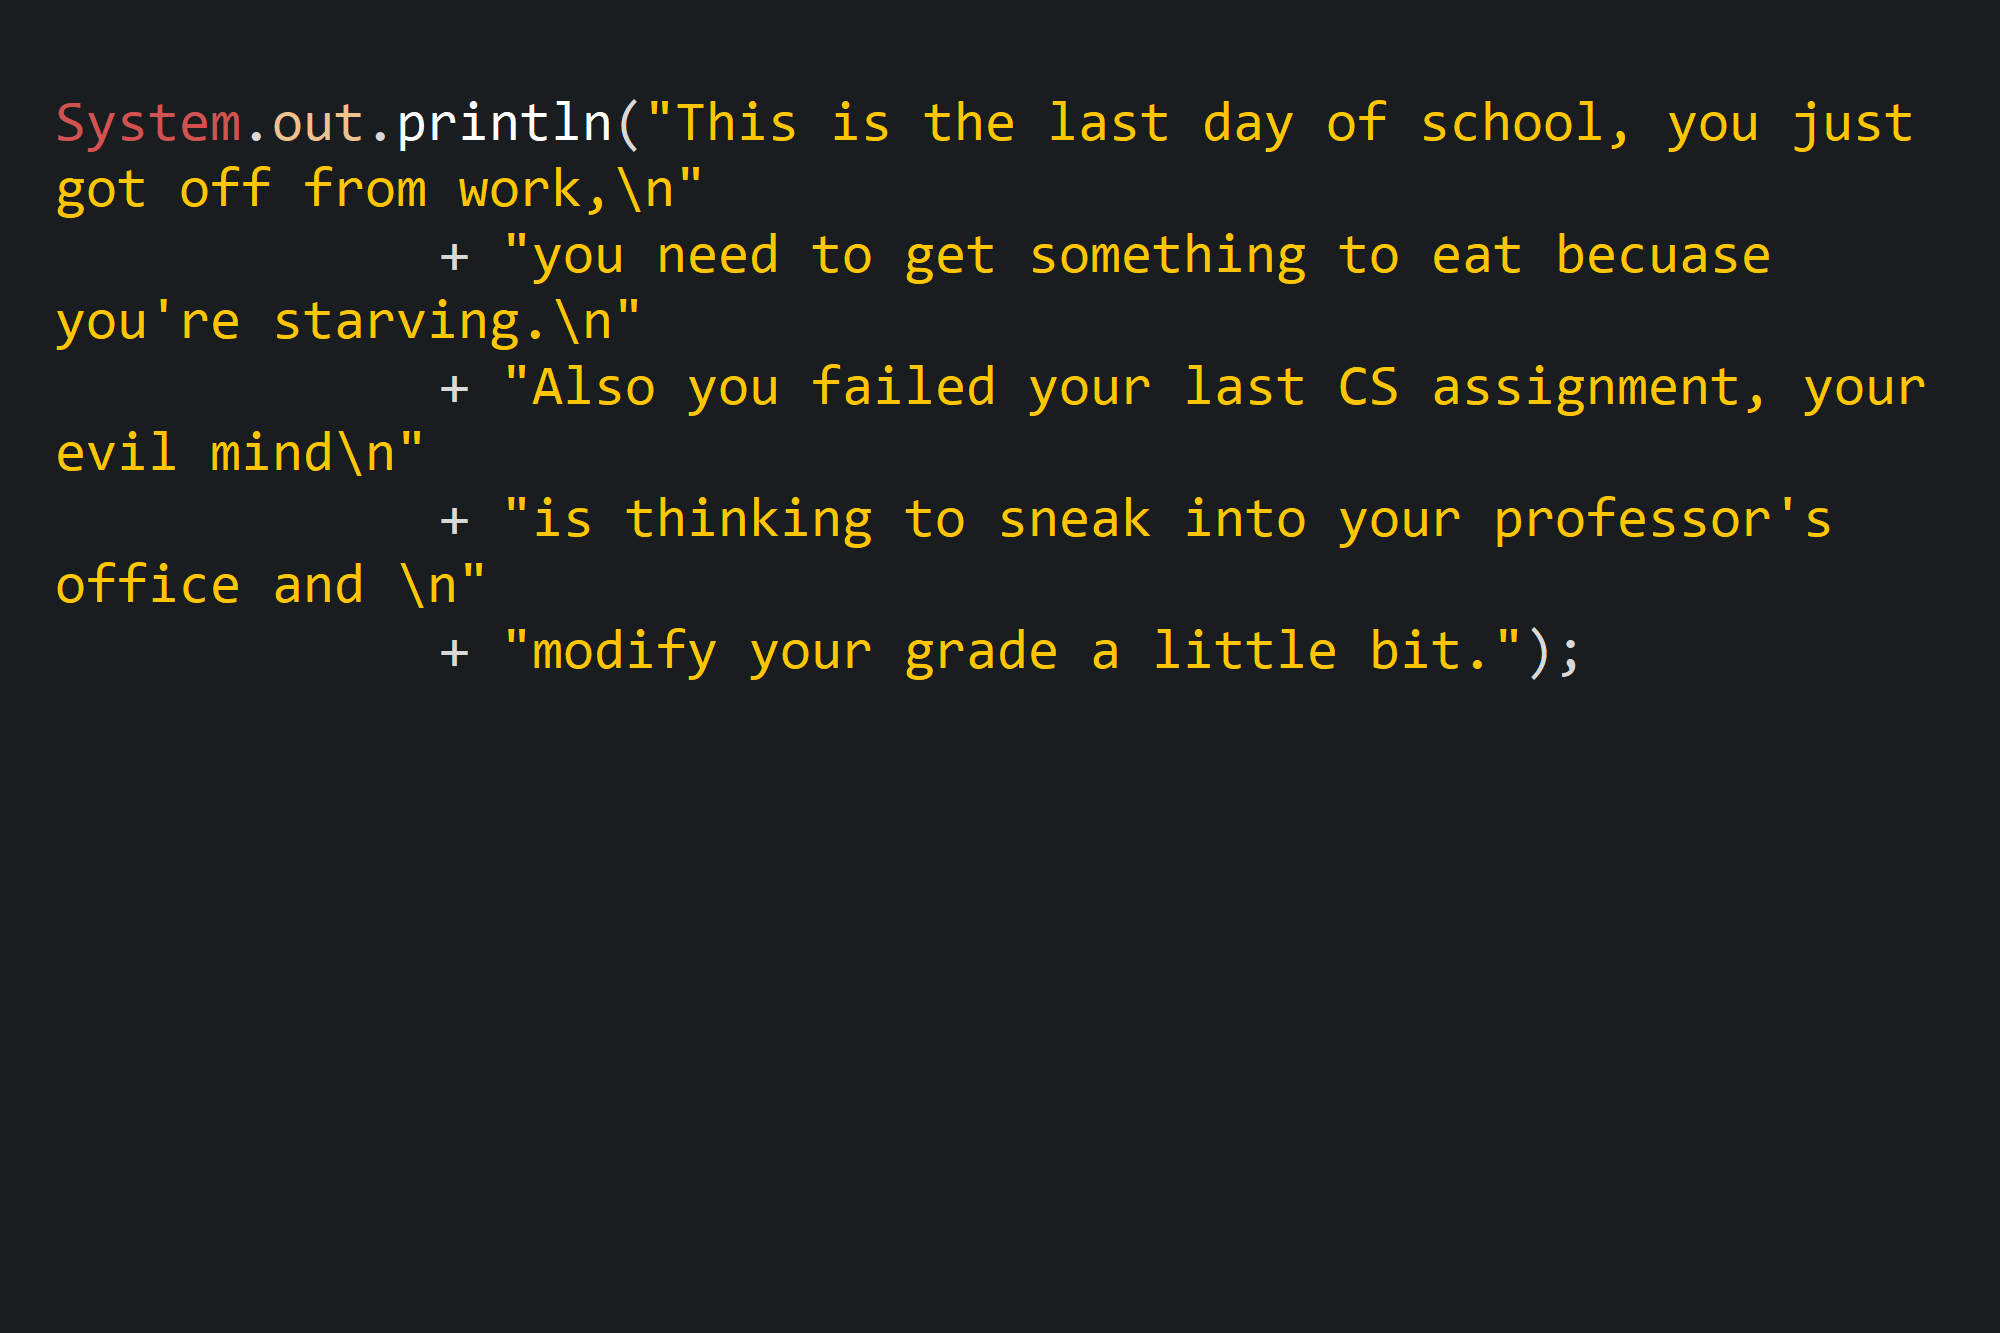 System.out.println("This is the last day of school, you just
got off from work,\n"
+ "you need to get something to eat becuase
you're starving.\n"
+ "Also you failed your last CS assignment, your
evil mind\n"
+ "is thinking to sneak into your professor's
office and \n"
+ "modify your grade a little bit.");